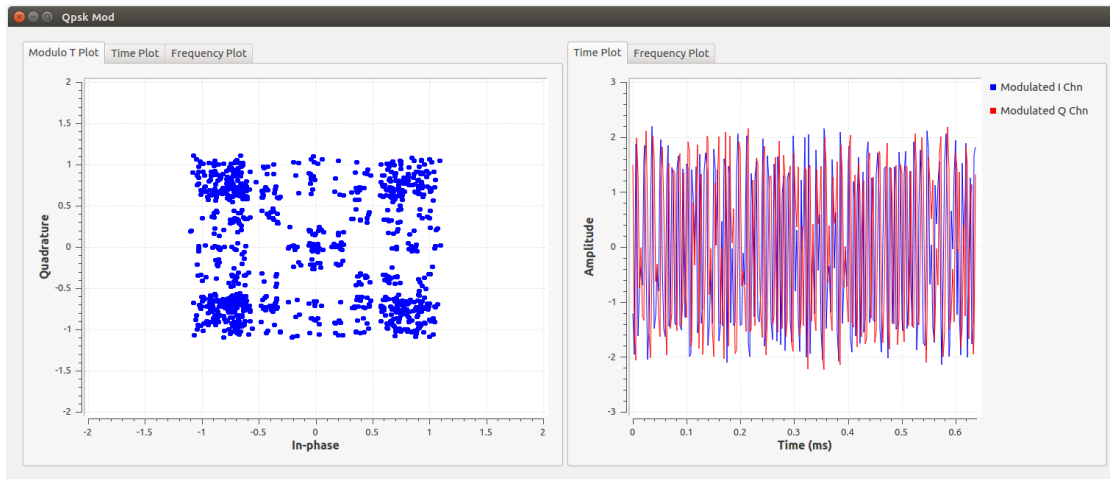 Qpsk Mod
Modulo T Plot Time Plot Frequency Plot
2
1.5
1
0.5
0
-0.5
-1
-1.5
-2
Quadrature
-2 -1.5 -1 -0.5 0 0.5 1 1.5 2
In-phase
Time Plot Frequency Plot
3
2
1
0
-1
-2
-3
Amplitude
0 0.1 0.2 0.3 0.4 0.5 0.6
Time (ms)
Modulated I Chn
Modulated Q Chn